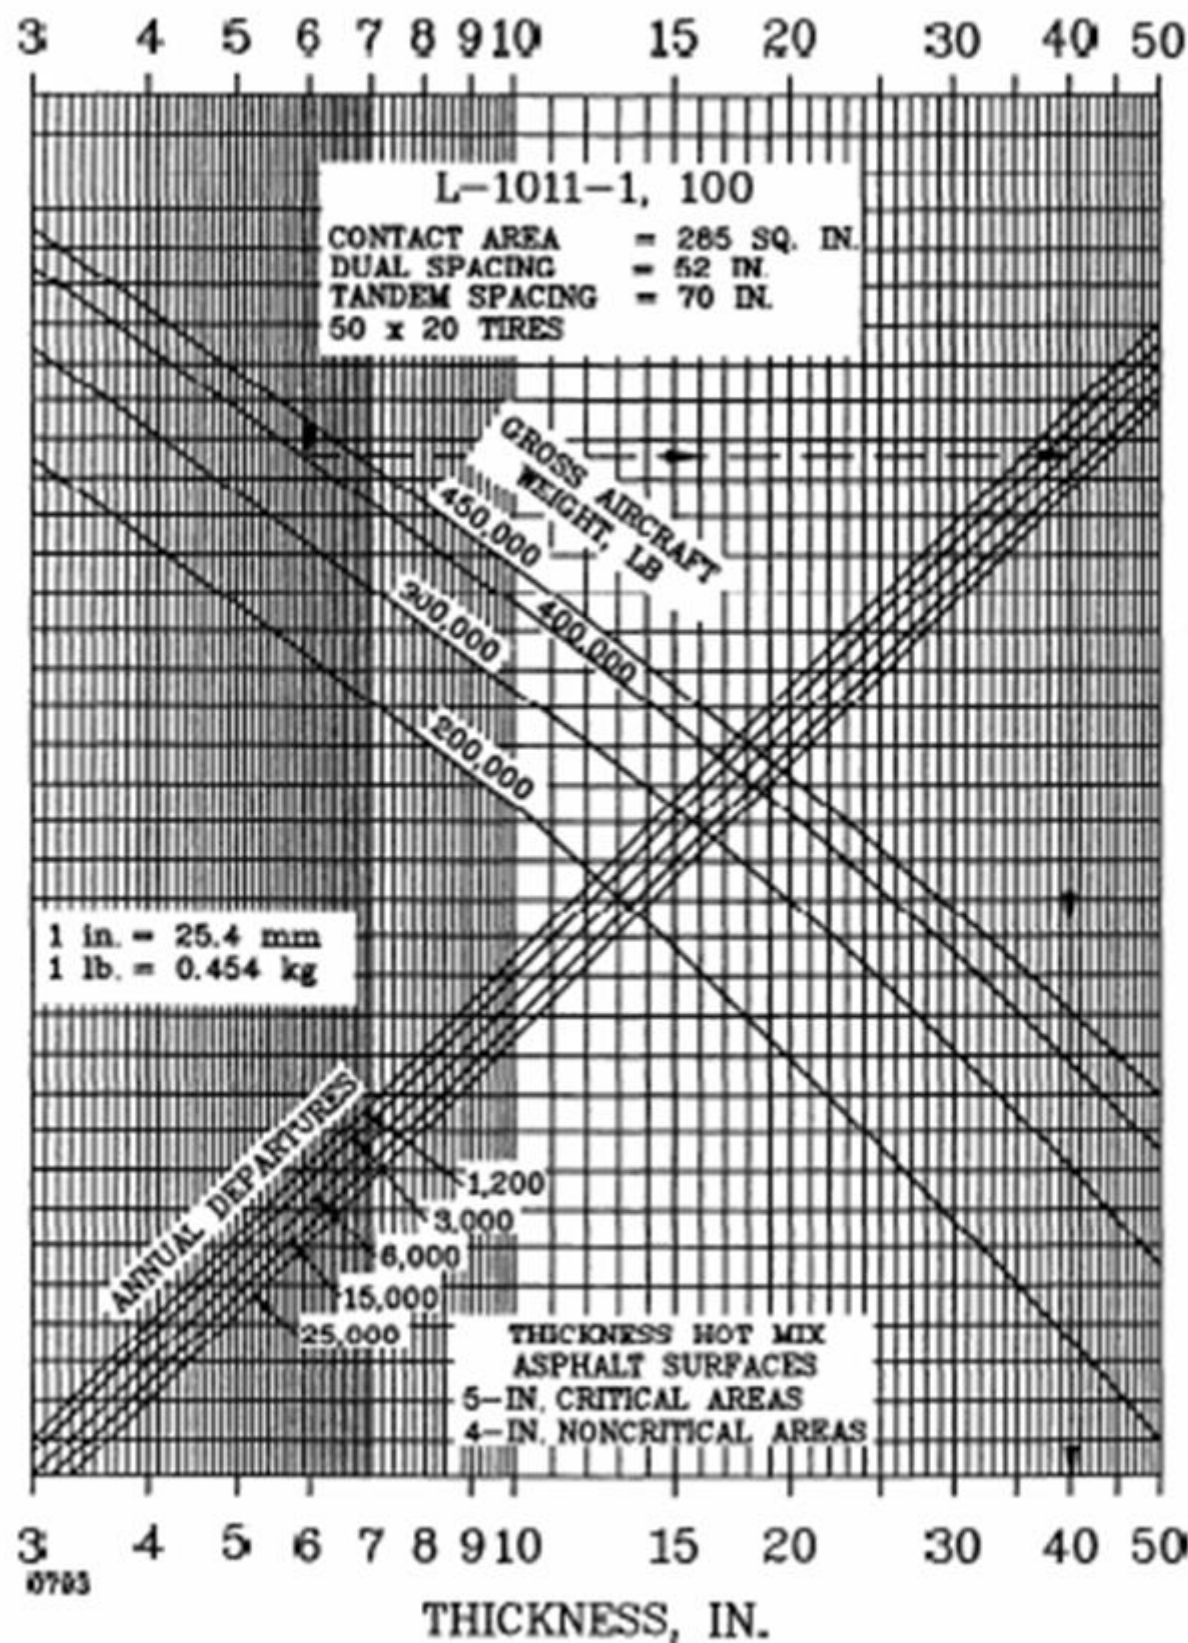 3 4 5 6 7 8 9 10 15 20 30 40 50
L-1011-1, 100
CONTACT AREA = 285 SQ. IN.
DUAL SPACING = 52 IN.
TANDEM SPACING = 70 IN.
50 x 20 TIRES
GROSS AIRCRAFT
WEIGHT, LB
450,000
400,000
300,000
200,000
1 in. = 25.4 mm
1 lb. = 0.454 kg
ANNUAL DEPARTURES
1,200
3,000
6,000
15,000
25,000
THICKNESS HOT MIX
ASPHALT SURFACES
5-IN. CRITICAL AREAS
4-IN. NONCRITICAL AREAS
3 4 5 6 7 8 9 10 15 20 30 40 50
0793
THICKNESS, IN.